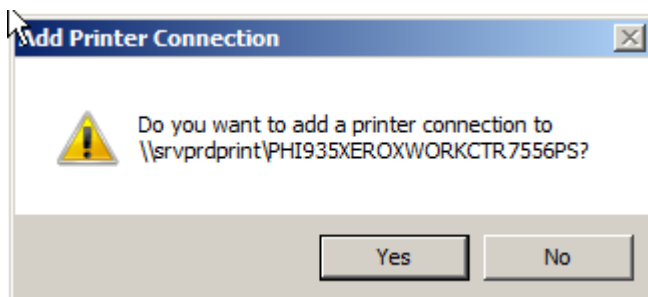 Add Printer Connection
Do you want to add a printer connection to
\\srvprdprint\PHI935XEROXWORKCTR7556PS?
Yes
No